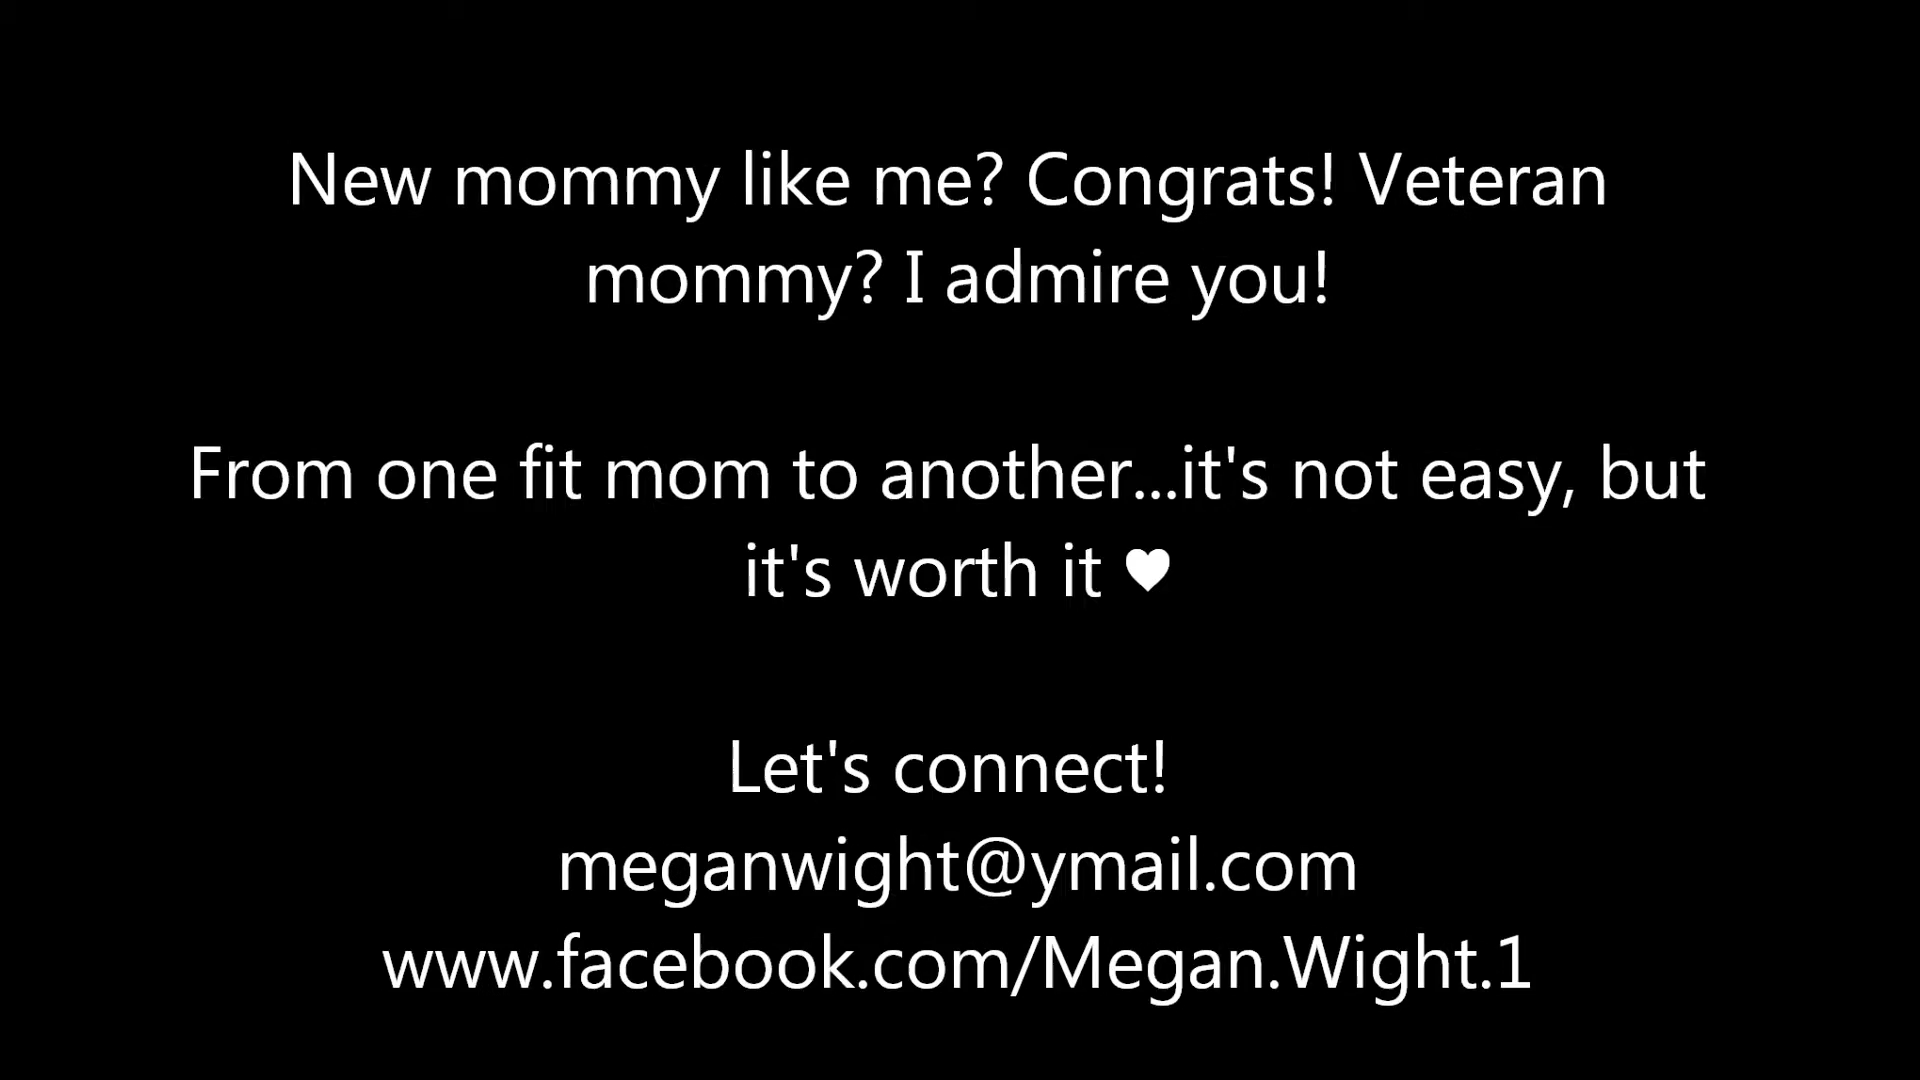 New mommy like me? Congrats! Veteran
mommy? I admire you!
From one fit mom to another...it's not easy, but
it's worth it ♥
Let's connect!
meganwight@ymail.com
www.facebook.com/Megan.Wight.1